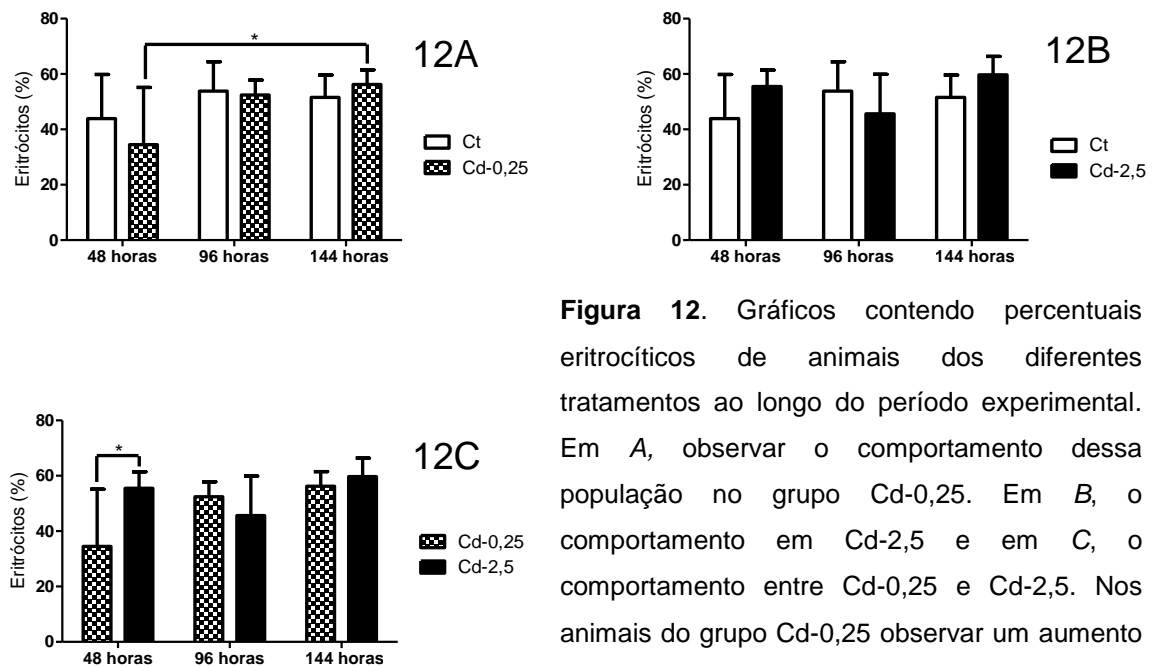 80
60
40
20
0
Eritrócitos (%)
*
48 horas 96 horas 144 horas
12A
Ct
Cd-0,25
80
60
40
20
0
Eritrócitos (%)
48 horas 96 horas 144 horas
12B
Ct
Cd-2,5
80
60
40
20
0
Eritrócitos (%)
*
48 horas 96 horas 144 horas
12C
Cd-0,25
Cd-2,5
Figura 12. Gráficos contendo percentuais
eritrocíticos de animais dos diferentes
tratamentos ao longo do período experimental.
Em A, observar o comportamento dessa
população no grupo Cd-0,25. Em B, o
comportamento em Cd-2,5 e em C, o
comportamento entre Cd-0,25 e Cd-2,5. Nos
animais do grupo Cd-0,25 observar um aumento